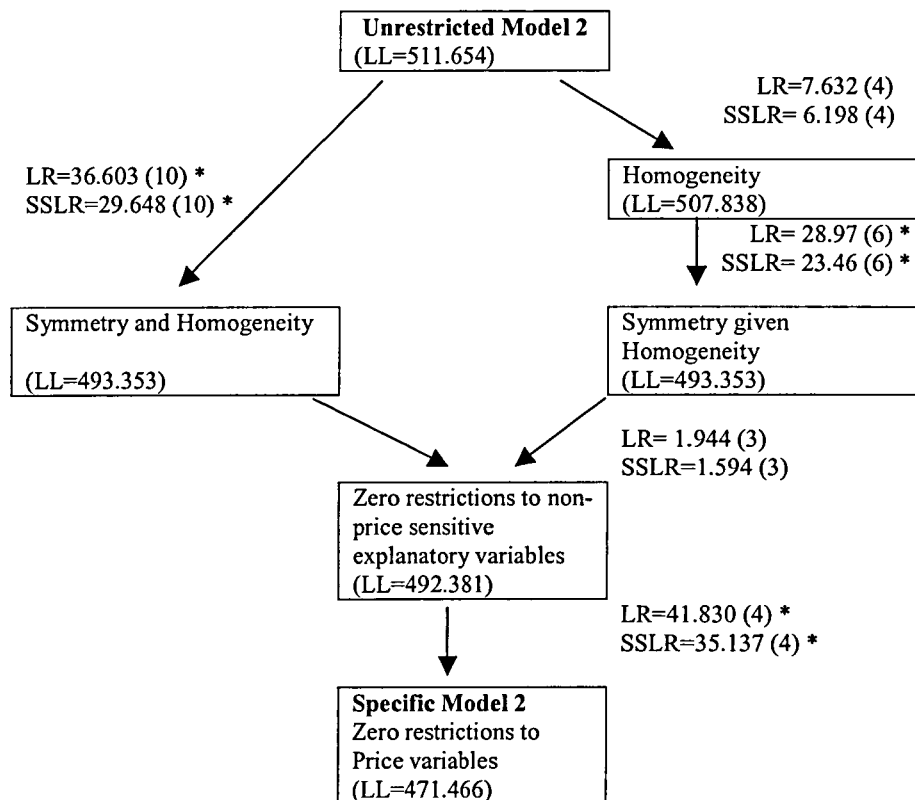 Unrestricted Model 2
(LL=511.654)
LR=7.632 (4)
SSLR= 6.198 (4)
LR=36.603 (10) *
SSLR=29.648 (10) *
Homogeneity
(LL=507.838)
LR= 28.97 (6) *
SSLR= 23.46 (6) *
Symmetry and Homogeneity
(LL=493.353)
Symmetry given
Homogeneity
(LL=493.353)
LR= 1.944 (3)
SSLR=1.594 (3)
Zero restrictions to non-
price sensitive
explanatory variables
(LL=492.381)
LR=41.830 (4) *
SSLR=35.137 (4) *
Specific Model 2
Zero restrictions to
Price variables
(LL=471.466)